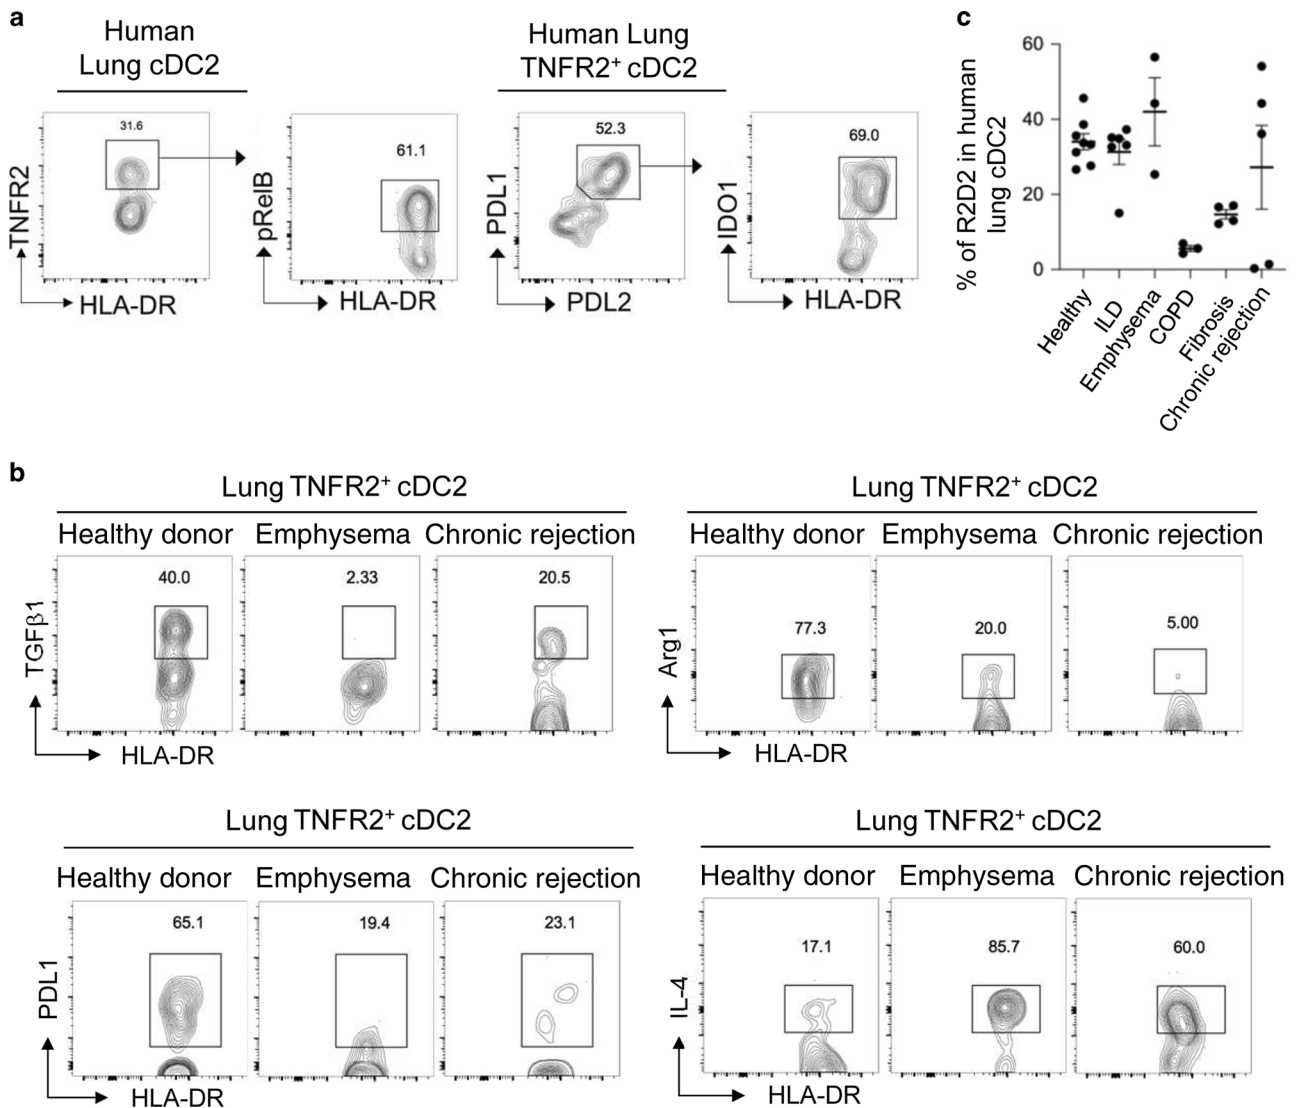 a
Human
Lung cDC2
31.6
TNFR2
HLA-DR
61.1
pRelB
HLA-DR
Human Lung
TNFR2+ cDC2
52.3
PDL1
PDL2
69.0
IDO1
HLA-DR
c
60
40
20
0
% of R2D2 in human
lung cDC2
Healthy
ILD
Emphysema
COPD
Fibrosis
Chronic rejection
b
Lung TNFR2+ cDC2
Healthy donor Emphysema Chronic rejection
40.0 2.33 20.5
TGFβ1
HLA-DR
Lung TNFR2+ cDC2
Healthy donor Emphysema Chronic rejection
77.3 20.0 5.00
Arg1
HLA-DR
Lung TNFR2+ cDC2
Healthy donor Emphysema Chronic rejection
65.1 19.4 23.1
PDL1
HLA-DR
Lung TNFR2+ cDC2
Healthy donor Emphysema Chronic rejection
17.1 85.7 60.0
IL-4
HLA-DR